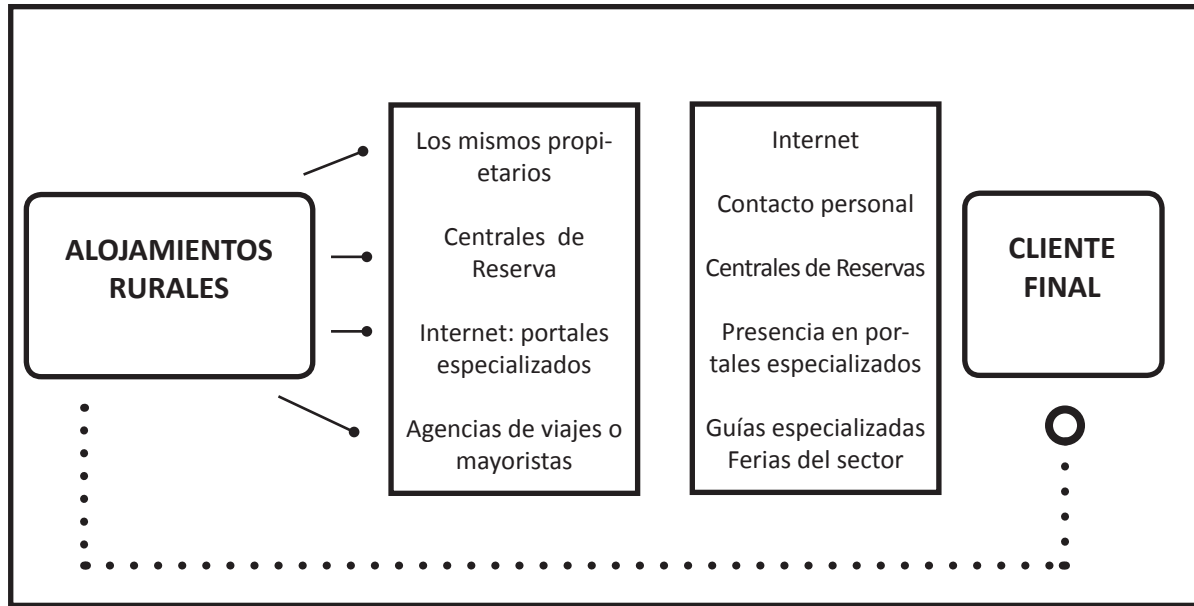 ALOJAMIENTOS
RURALES
Los mismos propi-
etarios
Centrales de
Reserva
Internet: portales
especializados
Agencias de viajes o
mayoristas
Internet
Contacto personal
Centrales de Reservas
Presencia en por-
tales especializados
Guías especializadas
Ferias del sector
CLIENTE
FINAL